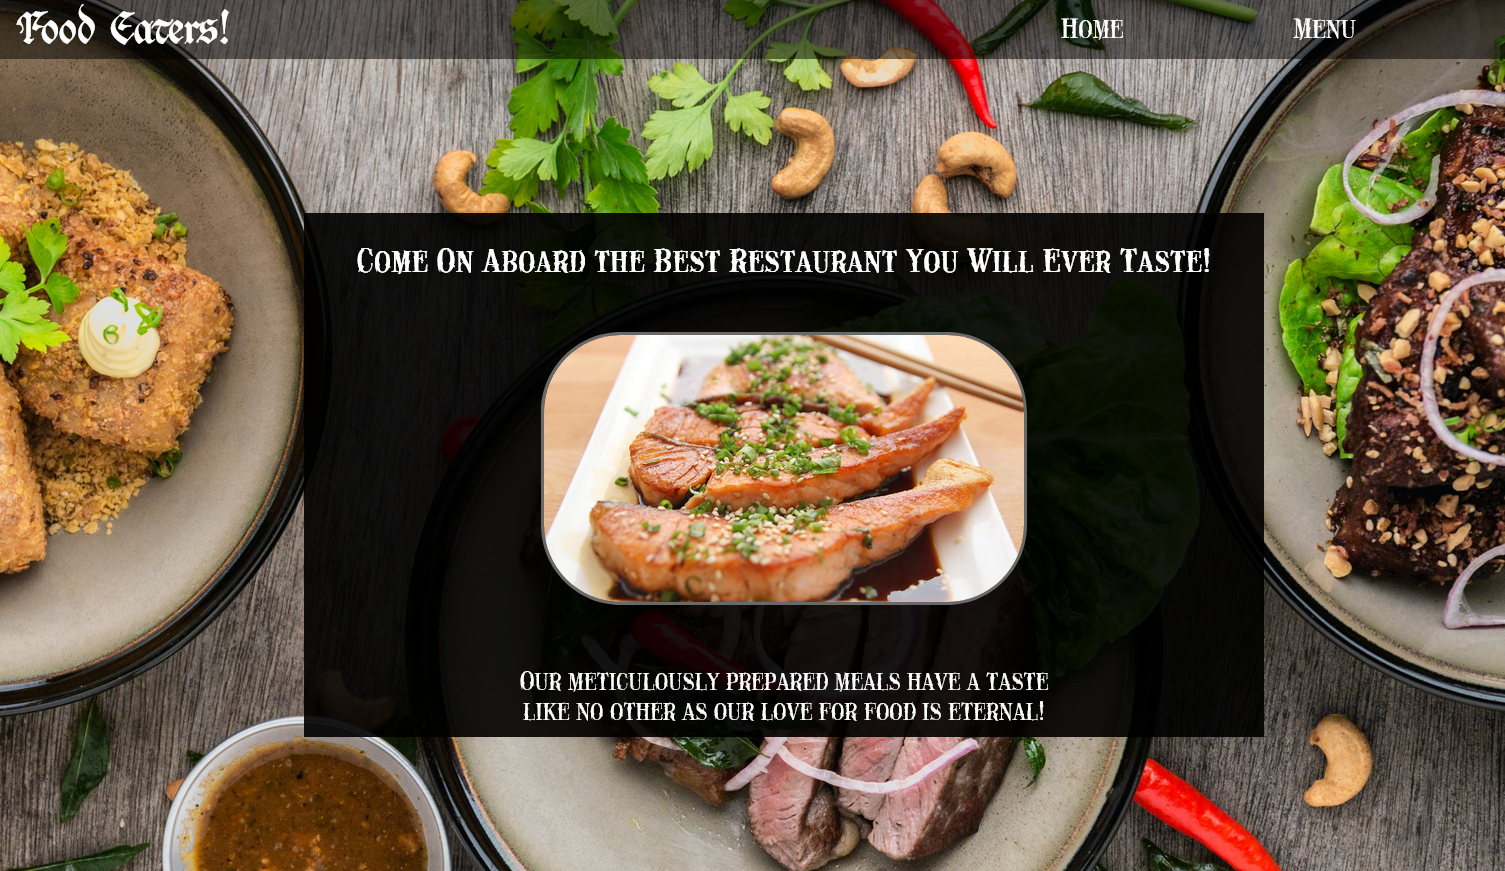 Food Eaters!
Home
Menu
Come On Aboard the Best Restaurant You Will Ever Taste!
Our meticulously prepared meals have a taste
like no other as our love for food is eternal!